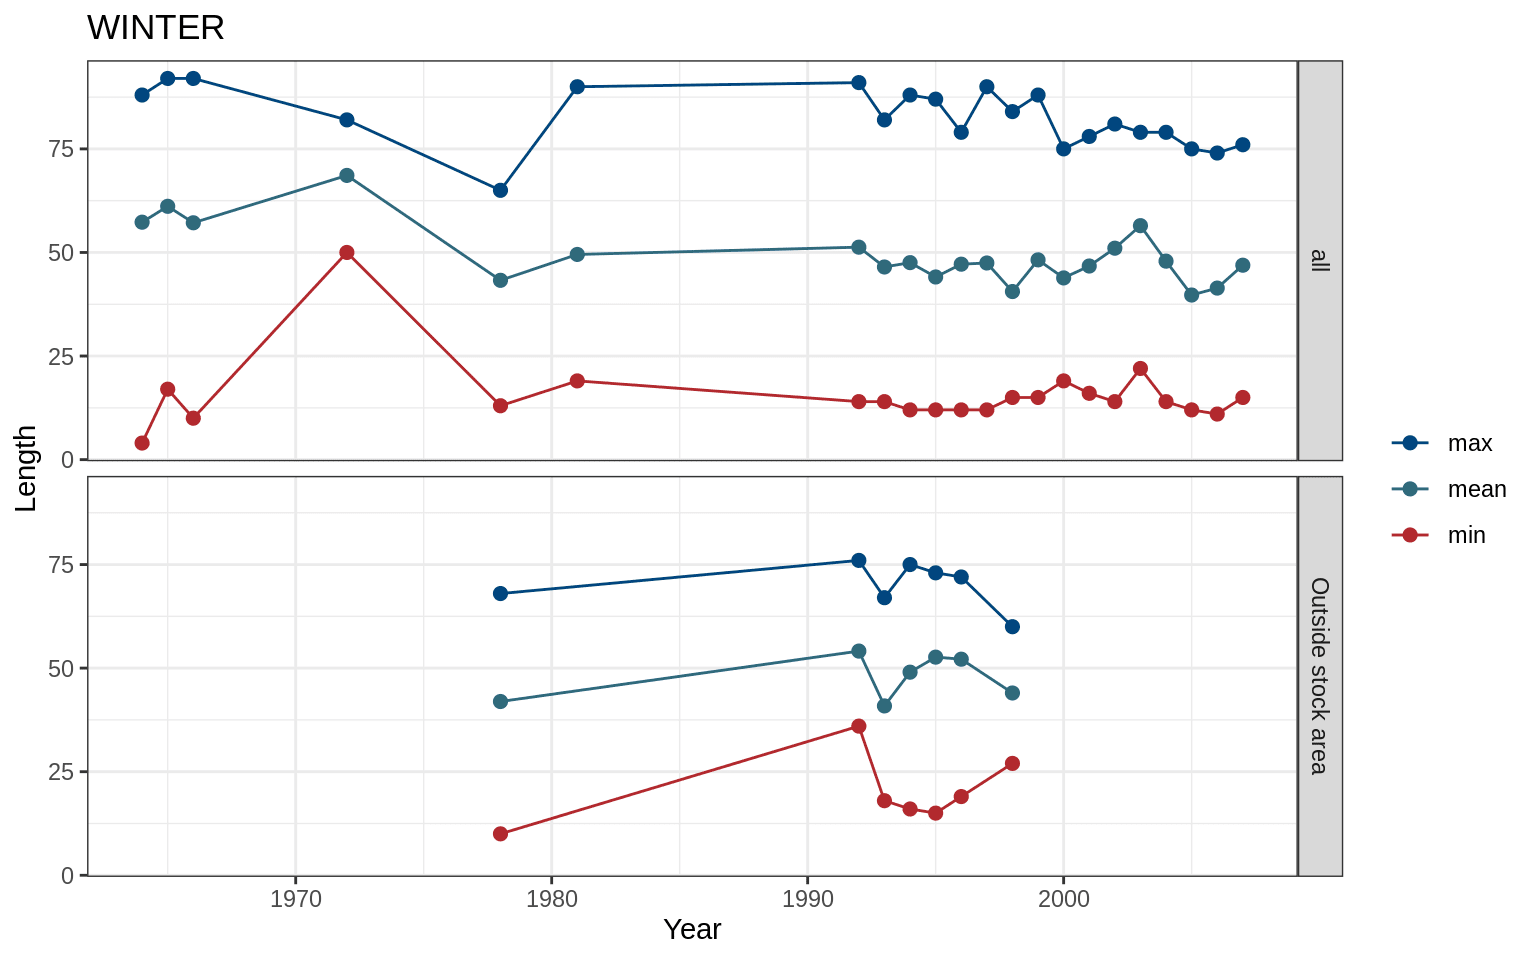 WINTER
75
50
25
0
all
75
50
25
0
Outside stock area
Length
1970 1980 1990 2000
Year
max
mean
min